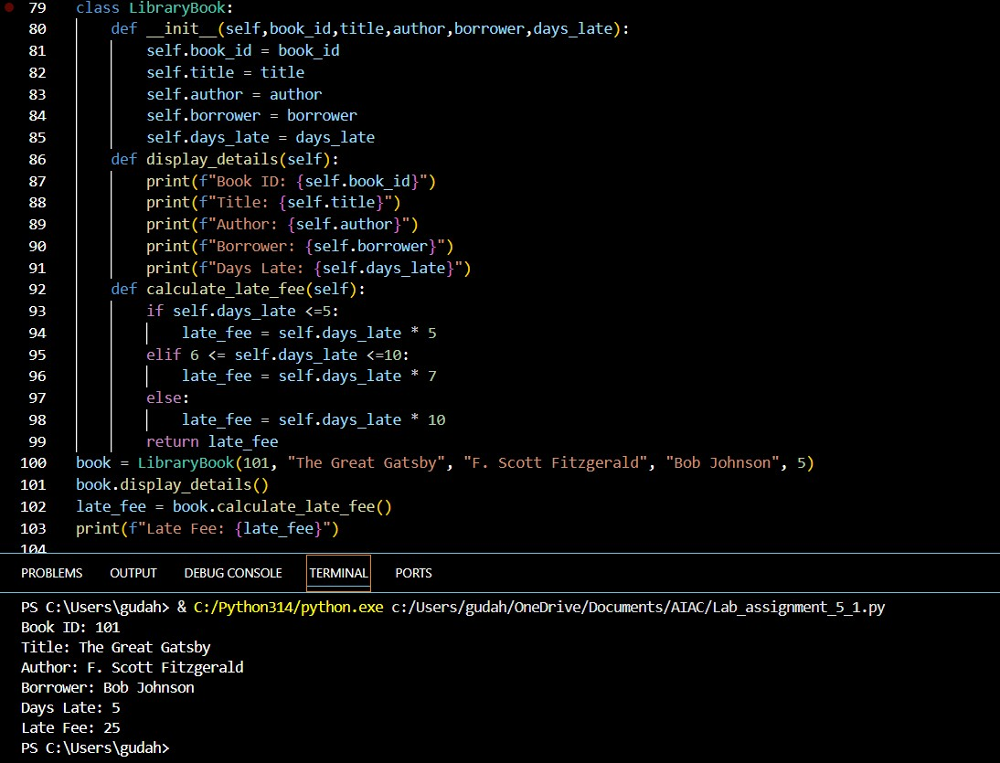 79 class LibraryBook:
80     def __init__(self,book_id,title,author,borrower,days_late):
81         self.book_id = book_id
82         self.title = title
83         self.author = author
84         self.borrower = borrower
85         self.days_late = days_late
86     def display_details(self):
87         print(f"Book ID: {self.book_id}")
88         print(f"Title: {self.title}")
89         print(f"Author: {self.author}")
90         print(f"Borrower: {self.borrower}")
91         print(f"Days Late: {self.days_late}")
92     def calculate_late_fee(self):
93         if self.days_late <=5:
94             late_fee = self.days_late * 5
95         elif 6 <= self.days_late <=10:
96             late_fee = self.days_late * 7
97         else:
98             late_fee = self.days_late * 10
99         return late_fee
100 book = LibraryBook(101, "The Great Gatsby", "F. Scott Fitzgerald", "Bob Johnson", 5)
101 book.display_details()
102 late_fee = book.calculate_late_fee()
103 print(f"Late Fee: {late_fee}")
104
PROBLEMS OUTPUT DEBUG CONSOLE TERMINAL PORTS
PS C:\Users\gudah> & C:/Python314/python.exe c:/Users/gudah/OneDrive/Documents/AIAC/Lab_assignment_5_1.py
Book ID: 101
Title: The Great Gatsby
Author: F. Scott Fitzgerald
Borrower: Bob Johnson
Days Late: 5
Late Fee: 25
PS C:\Users\gudah>